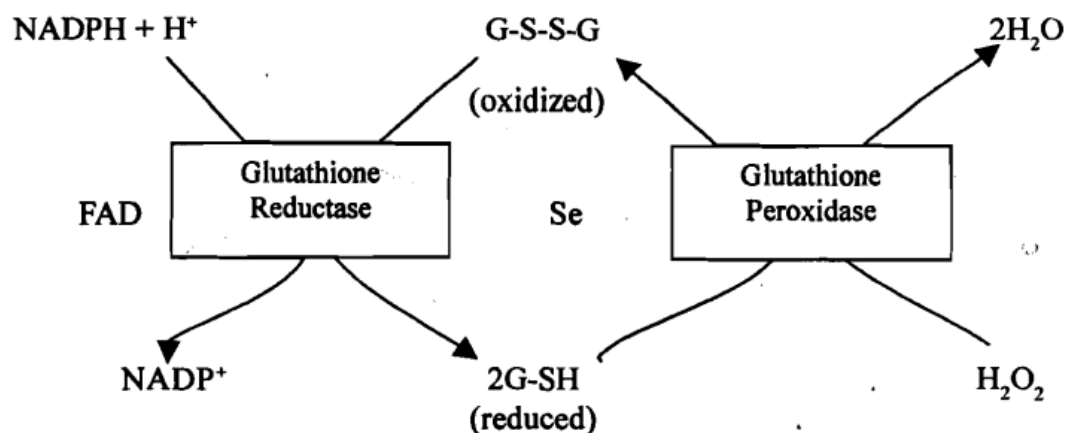 NADPH + H⁺ G-S-S-G 2H₂O
(oxidized)
Glutathione
Reductase
Glutathione
Peroxidase
FAD Se
NADP⁺ 2G-SH H₂O₂
(reduced)